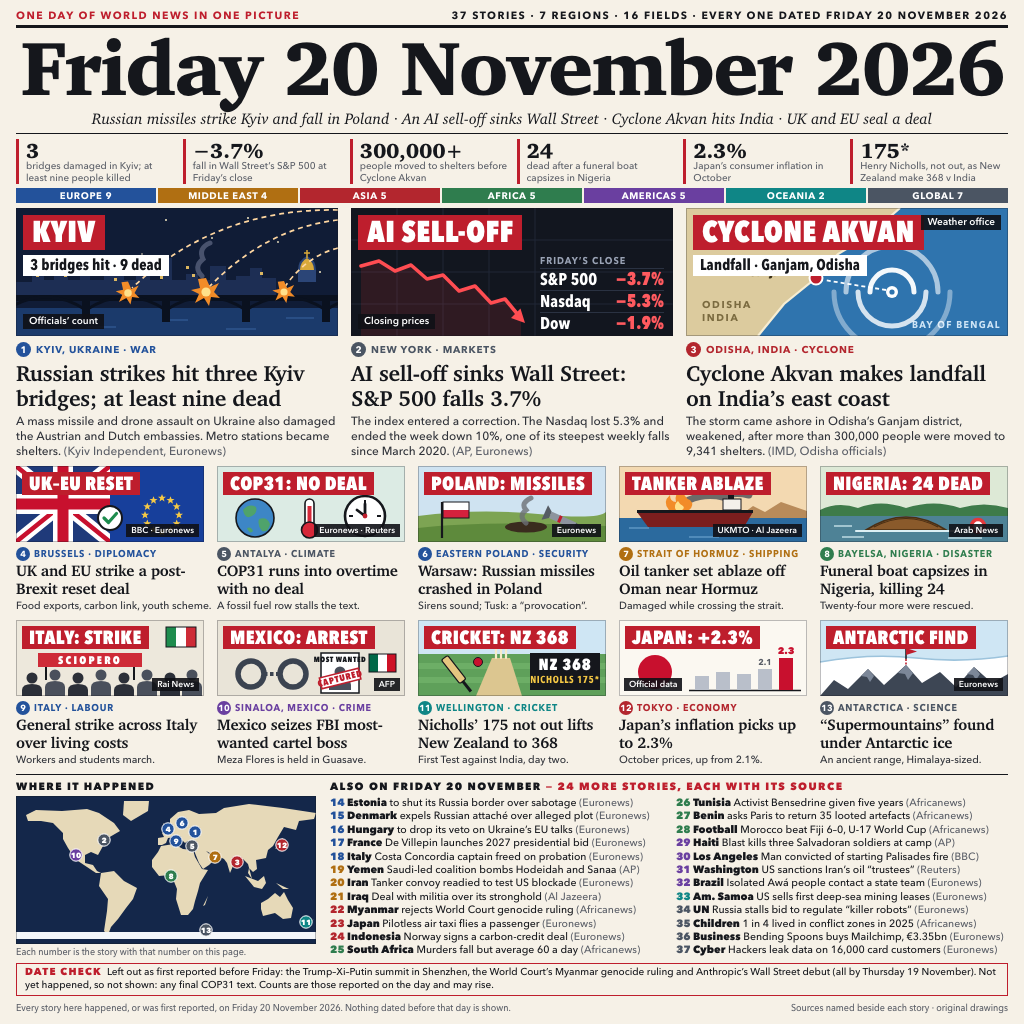 ONE DAY OF WORLD NEWS IN ONE PICTURE
37 STORIES · 7 REGIONS · 16 FIELDS · EVERY ONE DATED FRIDAY 20 NOVEMBER 2026
Friday 20 November 2026
Russian missiles strike Kyiv and fall in Poland · An AI sell-off sinks Wall Street · Cyclone Akvan hits India · UK and EU seal a deal
3
bridges damaged in Kyiv; at
least nine people killed
−3.7%
fall in Wall Street's S&P 500 at
Friday's close
300,000+
people moved to shelters before
Cyclone Akvan
24
dead after a funeral boat
capsizes in Nigeria
2.3%
Japan's consumer inflation in
October
175*
Henry Nicholls, not out, as New
Zealand make 368 v India
EUROPE 9
MIDDLE EAST 4
ASIA 5
AFRICA 5
AMERICAS 5
OCEANIA 2
GLOBAL 7
KYIV
3 bridges hit · 9 dead
Officials’ count
AI SELL-OFF
FRIDAY’S CLOSE
S&P 500 −3.7%
Nasdaq −5.3%
Dow −1.9%
Closing prices
CYCLONE AKVAN
Weather office
Landfall · Ganjam, Odisha
ODISHA
INDIA
BAY OF BENGAL
1 KYIV, UKRAINE · WAR
Russian strikes hit three Kyiv
bridges; at least nine dead
A mass missile and drone assault on Ukraine also damaged
the Austrian and Dutch embassies. Metro stations became
shelters. (Kyiv Independent, Euronews)
2 NEW YORK · MARKETS
AI sell-off sinks Wall Street:
S&P 500 falls 3.7%
The index entered a correction. The Nasdaq lost 5.3% and
ended the week down 10%, one of its steepest weekly falls
since March 2020. (AP, Euronews)
3 ODISHA, INDIA · CYCLONE
Cyclone Akvan makes landfall
on India’s east coast
The storm came ashore in Odisha’s Ganjam district,
weakened, after more than 300,000 people were moved to
9,341 shelters. (IMD, Odisha officials)
UK-EU RESET
BBC · Euronews
COP31: NO DEAL
Euronews · Reuters
POLAND: MISSILES
Euronews
TANKER ABLAZE
UKMTO · Al Jazeera
NIGERIA: 24 DEAD
Arab News
4 BRUSSELS · DIPLOMACY
UK and EU strike a post-
Brexit reset deal
Food exports, carbon link, youth scheme.
5 ANTALYA · CLIMATE
COP31 runs into overtime
with no deal
A fossil fuel row stalls the text.
6 EASTERN POLAND · SECURITY
Warsaw: Russian missiles
crashed in Poland
Sirens sound; Tusk: a “provocation”.
7 STRAIT OF HORMUZ · SHIPPING
Oil tanker set ablaze off
Oman near Hormuz
Damaged while crossing the strait.
8 BAYELSA, NIGERIA · DISASTER
Funeral boat capsizes in
Nigeria, killing 24
Twenty-four more were rescued.
ITALY: STRIKE
SCIOPERO
Rai News
MEXICO: ARREST
MOST WANTED
AFP
CRICKET: NZ 368
NZ 368
NICHOLLS 175*
JAPAN: +2.3%
2.1
2.3
Official data
ANTARCTIC FIND
Euronews
9 ITALY · LABOUR
General strike across Italy
over living costs
Workers and students march.
10 SINALOA, MEXICO · CRIME
Mexico seizes FBI most-
wanted cartel boss
Meza Flores is held in Guasave.
11 WELLINGTON · CRICKET
Nicholls’ 175 not out lifts
New Zealand to 368
First Test against India, day two.
12 TOKYO · ECONOMY
Japan’s inflation picks up
to 2.3%
October prices, up from 2.1%.
13 ANTARCTICA · SCIENCE
“Supermountains” found
under Antarctic ice
An ancient range, Himalaya-sized.
WHERE IT HAPPENED
4 6 1 9 5 2 10 7 3 12 8 11 13
Each number is the story with that number on this page.
ALSO ON FRIDAY 20 NOVEMBER – 24 MORE STORIES, EACH WITH ITS SOURCE
14 Estonia to shut its Russia border over sabotage (Euronews)
15 Denmark expels Russian attaché over alleged plot (Euronews)
16 Hungary to drop its veto on Ukraine’s EU talks (Euronews)
17 France De Villepin launches 2027 presidential bid (Euronews)
18 Italy Costa Concordia captain freed on probation (Euronews)
19 Yemen Saudi-led coalition bombs Hodeidah and Sanaa (AP)
20 Iran Tanker convoy readied to test US blockade (Euronews)
21 Iraq Deal with militia over its stronghold (Al Jazeera)
22 Myanmar rejects World Court genocide ruling (Africanews)
23 Japan Pilotless air taxi flies over a highway (Euronews)
24 Indonesia Norway signs a carbon-credit deal (Euronews)
25 South Africa Murders fall but average 60 a day (Africanews)
26 Tunisia Activist Bensedrine given five years (Africanews)
27 Benin asks Paris to return 35 looted artefacts (Africanews)
28 Football Morocco beat Fiji 6-0, U-17 World Cup (Africanews)
29 Haiti Blast kills three Salvadoran soldiers at camp (AP)
30 Los Angeles Man convicted of starting Palisades fire (BBC)
31 Washington US sanctions Iran’s oil “trustees” (Reuters)
32 Brazil Isolated Awá people contact a state team (Euronews)
33 Am. Samoa US sells first deep-sea mining leases (Euronews)
34 UN Russia stalls bid to regulate “killer robots” (Euronews)
35 Children 1 in 4 lived in conflict zones in 2025 (Africanews)
36 Business Bending Spoons buys Mailchimp, €3.35bn (Euronews)
37 Cyber Hackers leak data on 16,000 card customers (Euronews)
DATE CHECK Left out as first reported before Friday: the Trump–Xi–Putin summit in Shenzhen, the World Court’s Myanmar genocide ruling and Anthropic’s Wall Street debut (all by Thursday 19 November). Not
yet happened, so not shown: any final COP31 text. Counts are those reported on the day and may rise.
Every story here happened, or was first reported, on Friday 20 November 2026. Nothing dated before that day is shown.
Sources named beside each story · original drawings